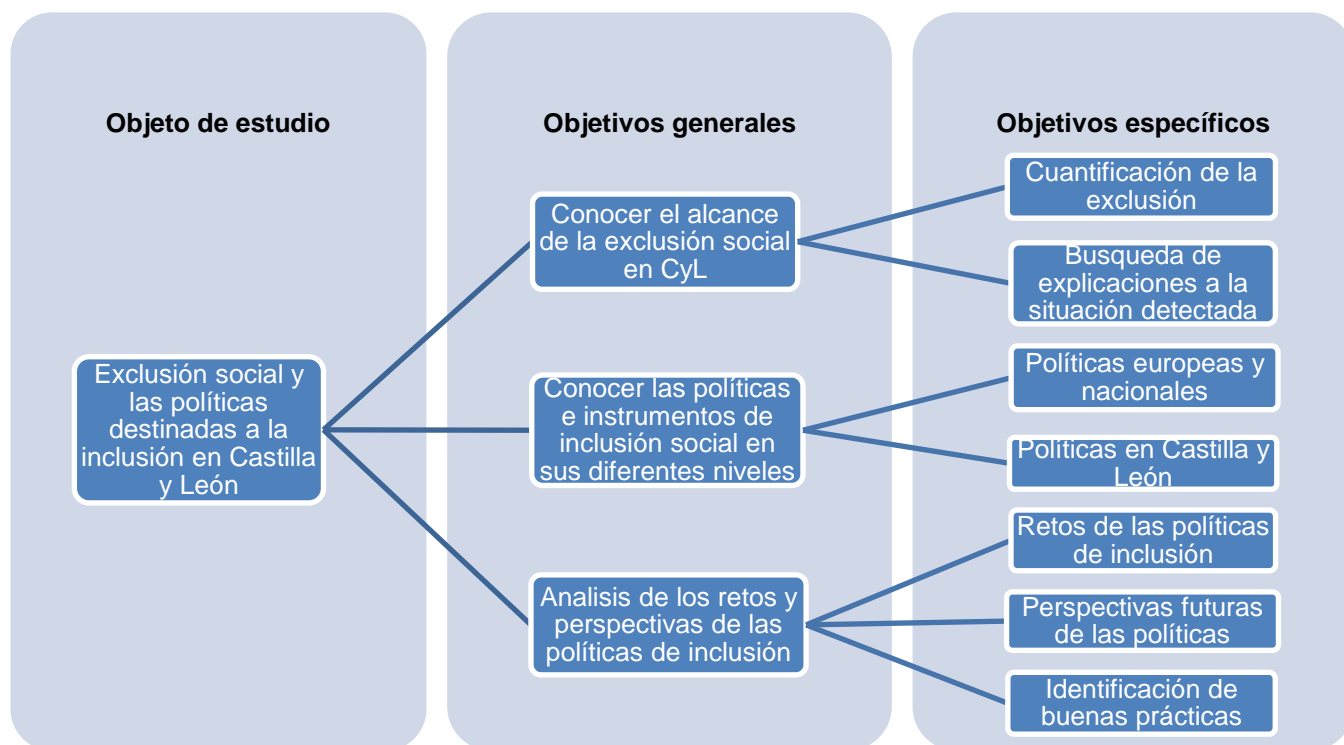 Objeto de estudio
Exclusión social y
las políticas
destinadas a la
inclusión en Castilla
y León
Objetivos generales
Conocer el alcance
de la exclusión social
en CyL
Conocer las políticas
e instrumentos de
inclusión social en
sus diferentes niveles
Analisis de los retos y
perspectivas de las
políticas de inclusión
Objetivos específicos
Cuantificación de la
exclusión
Busqueda de
explicaciones a la
situación detectada
Políticas europeas y
nacionales
Políticas en Castilla y
León
Retos de las políticas
de inclusión
Perspectivas futuras
de las políticas
Identificación de
buenas prácticas